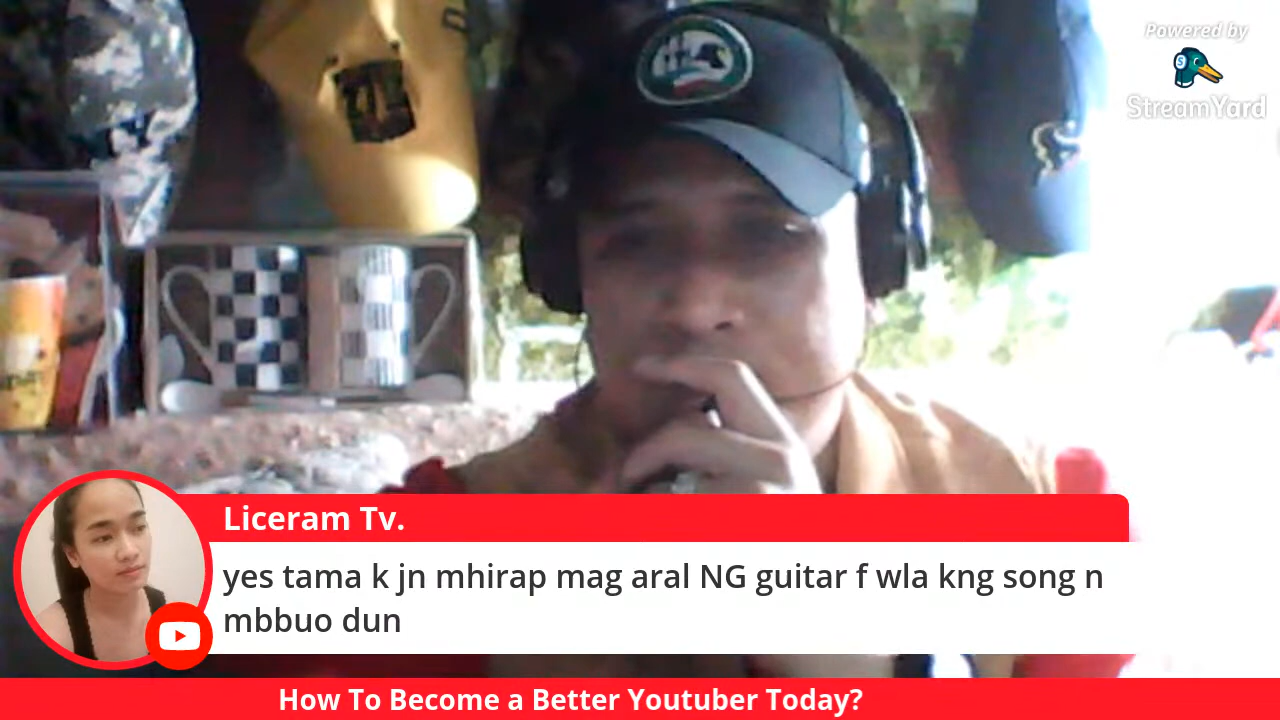 Powered by
StreamYard
Liceram Tv.
yes tama k jn mhirap mag aral NG guitar f wla kng song n
mbbuo dun
How To Become a Better Youtuber Today?